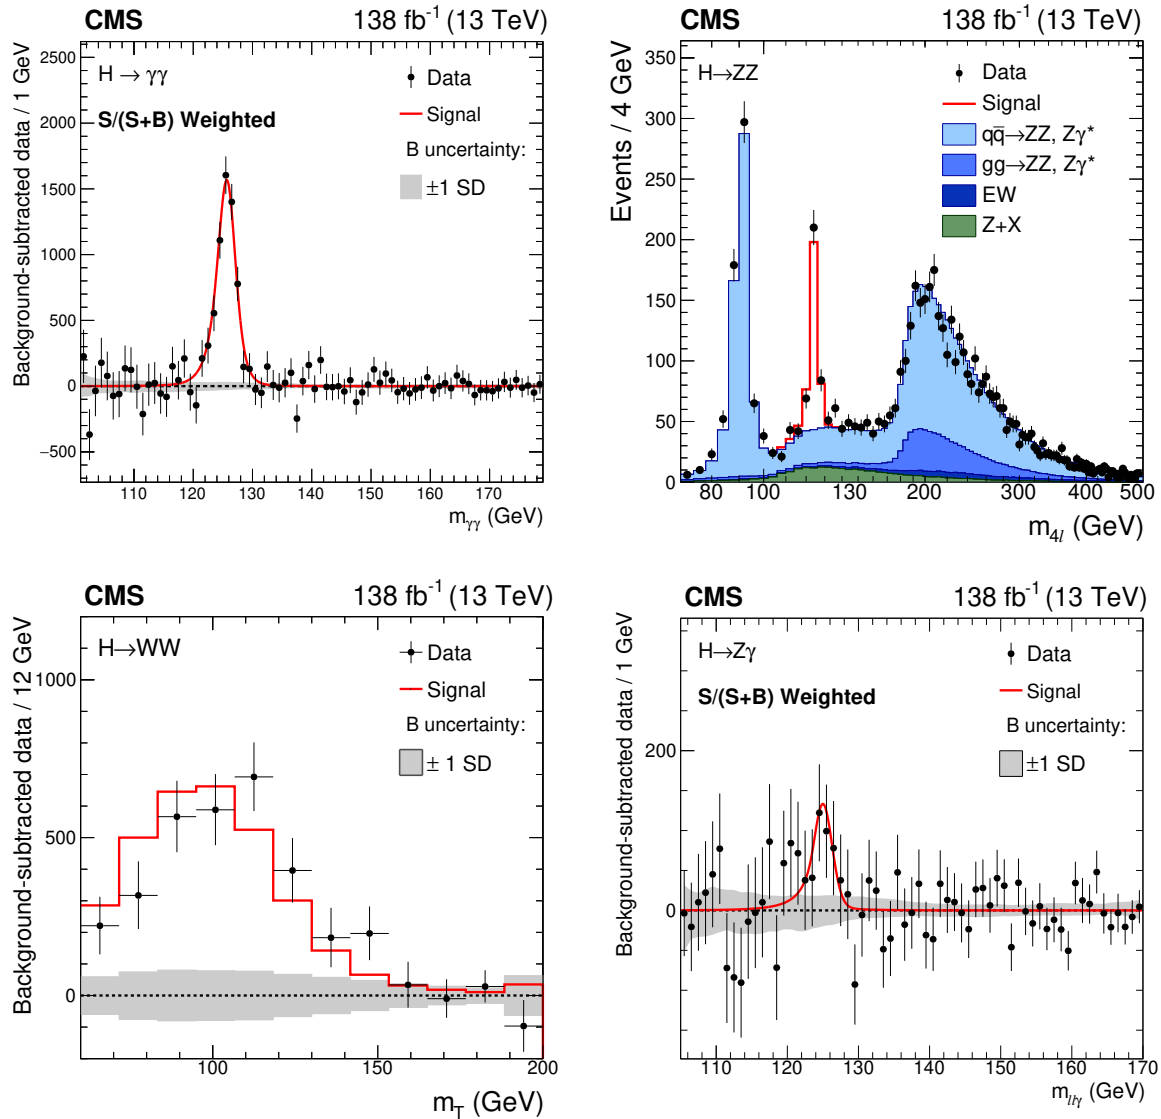 CMS 138 fb⁻¹ (13 TeV)
Background-subtracted data / 1 GeV
2500
2000
1500
1000
500
0
−500
H → γγ
S/(S+B) Weighted
Data
Signal
B uncertainty:
±1 SD
110 120 130 140 150 160 170
m_γγ (GeV)
CMS 138 fb⁻¹ (13 TeV)
Events / 4 GeV
350
300
250
200
150
100
50
0
H→ZZ
Data
Signal
qq̅→ZZ, Zγ*
gg→ZZ, Zγ*
EW
Z+X
80 100 130 200 300 400 500
m_4l (GeV)
CMS 138 fb⁻¹ (13 TeV)
Background-subtracted data / 12 GeV
1000
500
0
H→WW
Data
Signal
B uncertainty:
± 1 SD
100 150 200
m_T (GeV)
CMS 138 fb⁻¹ (13 TeV)
Background-subtracted data / 1 GeV
200
0
H→Zγ
S/(S+B) Weighted
Data
Signal
B uncertainty:
±1 SD
110 120 130 140 150 160 170
m_llγ (GeV)